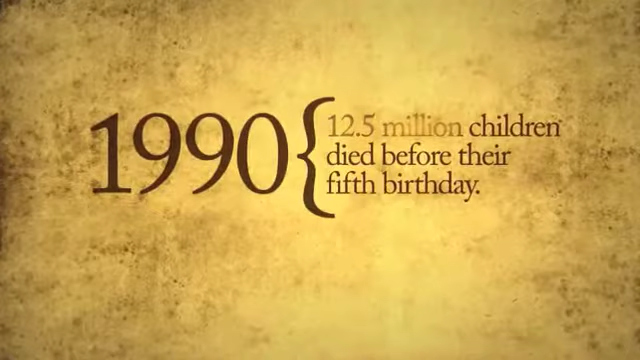 1990 {
12.5 million children
died before their
fifth birthday.